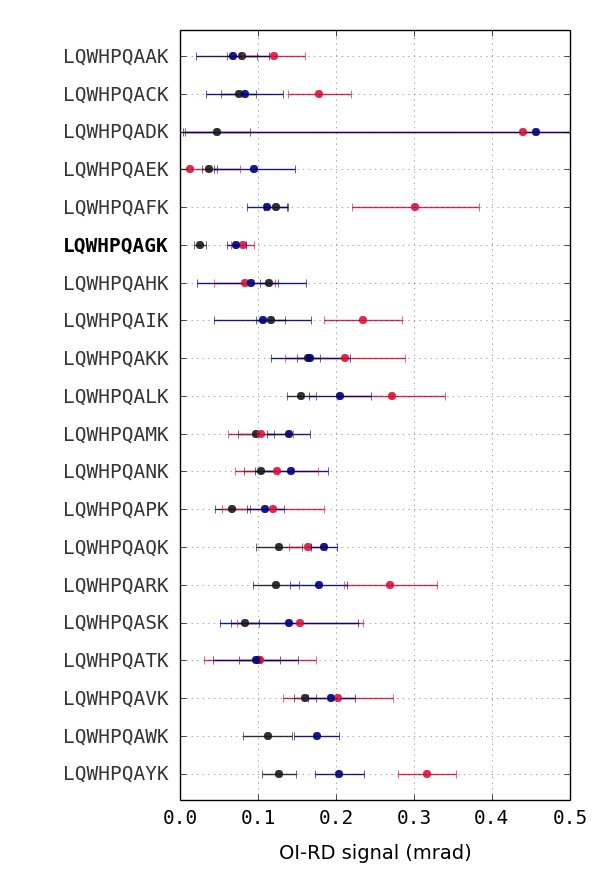 LQWHPQAAK
LQWHPQACK
LQWHPQADK
LQWHPQAEK
LQWHPQAFK
LQWHPQAGK
LQWHPQAHK
LQWHPQAIK
LQWHPQAKK
LQWHPQALK
LQWHPQAMK
LQWHPQANK
LQWHPQAPK
LQWHPQAQK
LQWHPQARK
LQWHPQASK
LQWHPQATK
LQWHPQAVK
LQWHPQAWK
LQWHPQAYK
0.0 0.1 0.2 0.3 0.4 0.5
OI-RD signal (mrad)